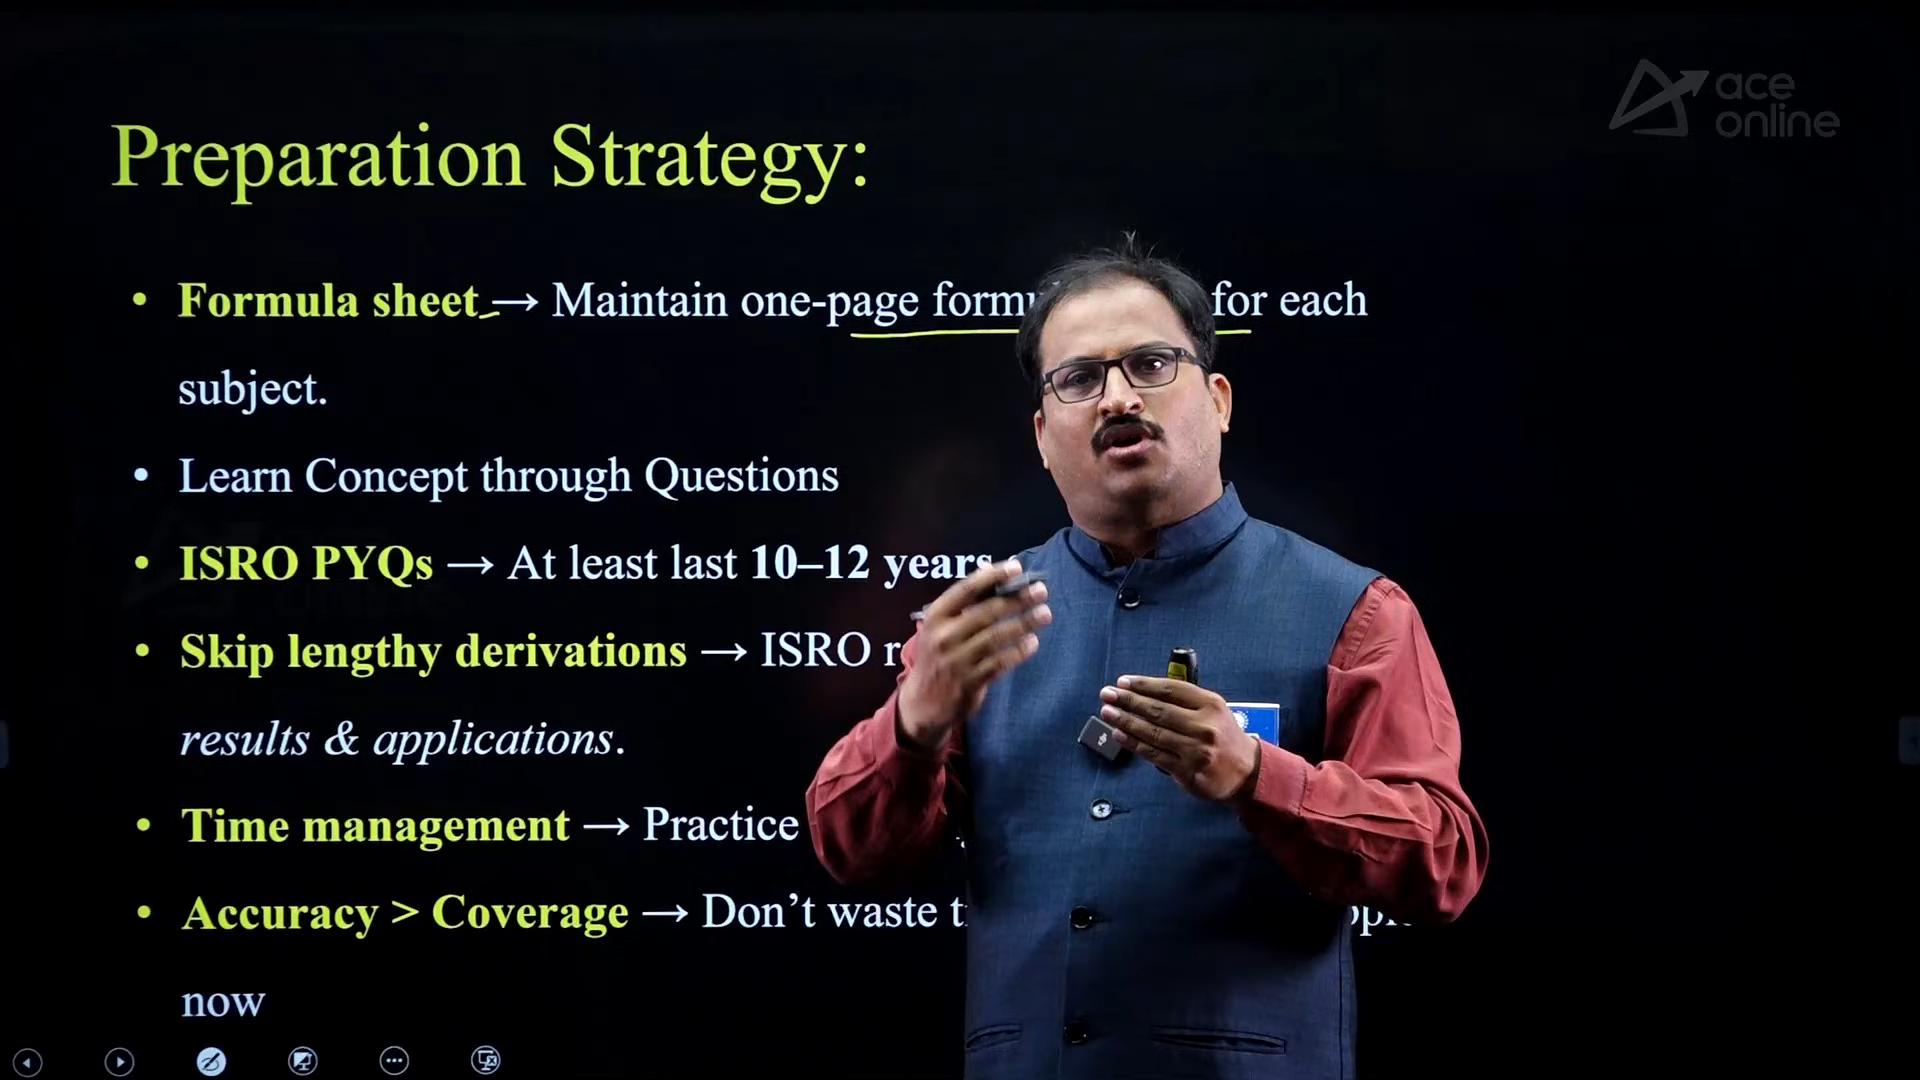 ace
online
Preparation Strategy:
• Formula sheet → Maintain one-page for each
subject.
• Learn Concept through Questions
• ISRO PYQs → At least last 10–12 years
• Skip lengthy derivations → ISRO
results & applications.
• Time management → Practice
• Accuracy > Coverage → Don’t waste
now